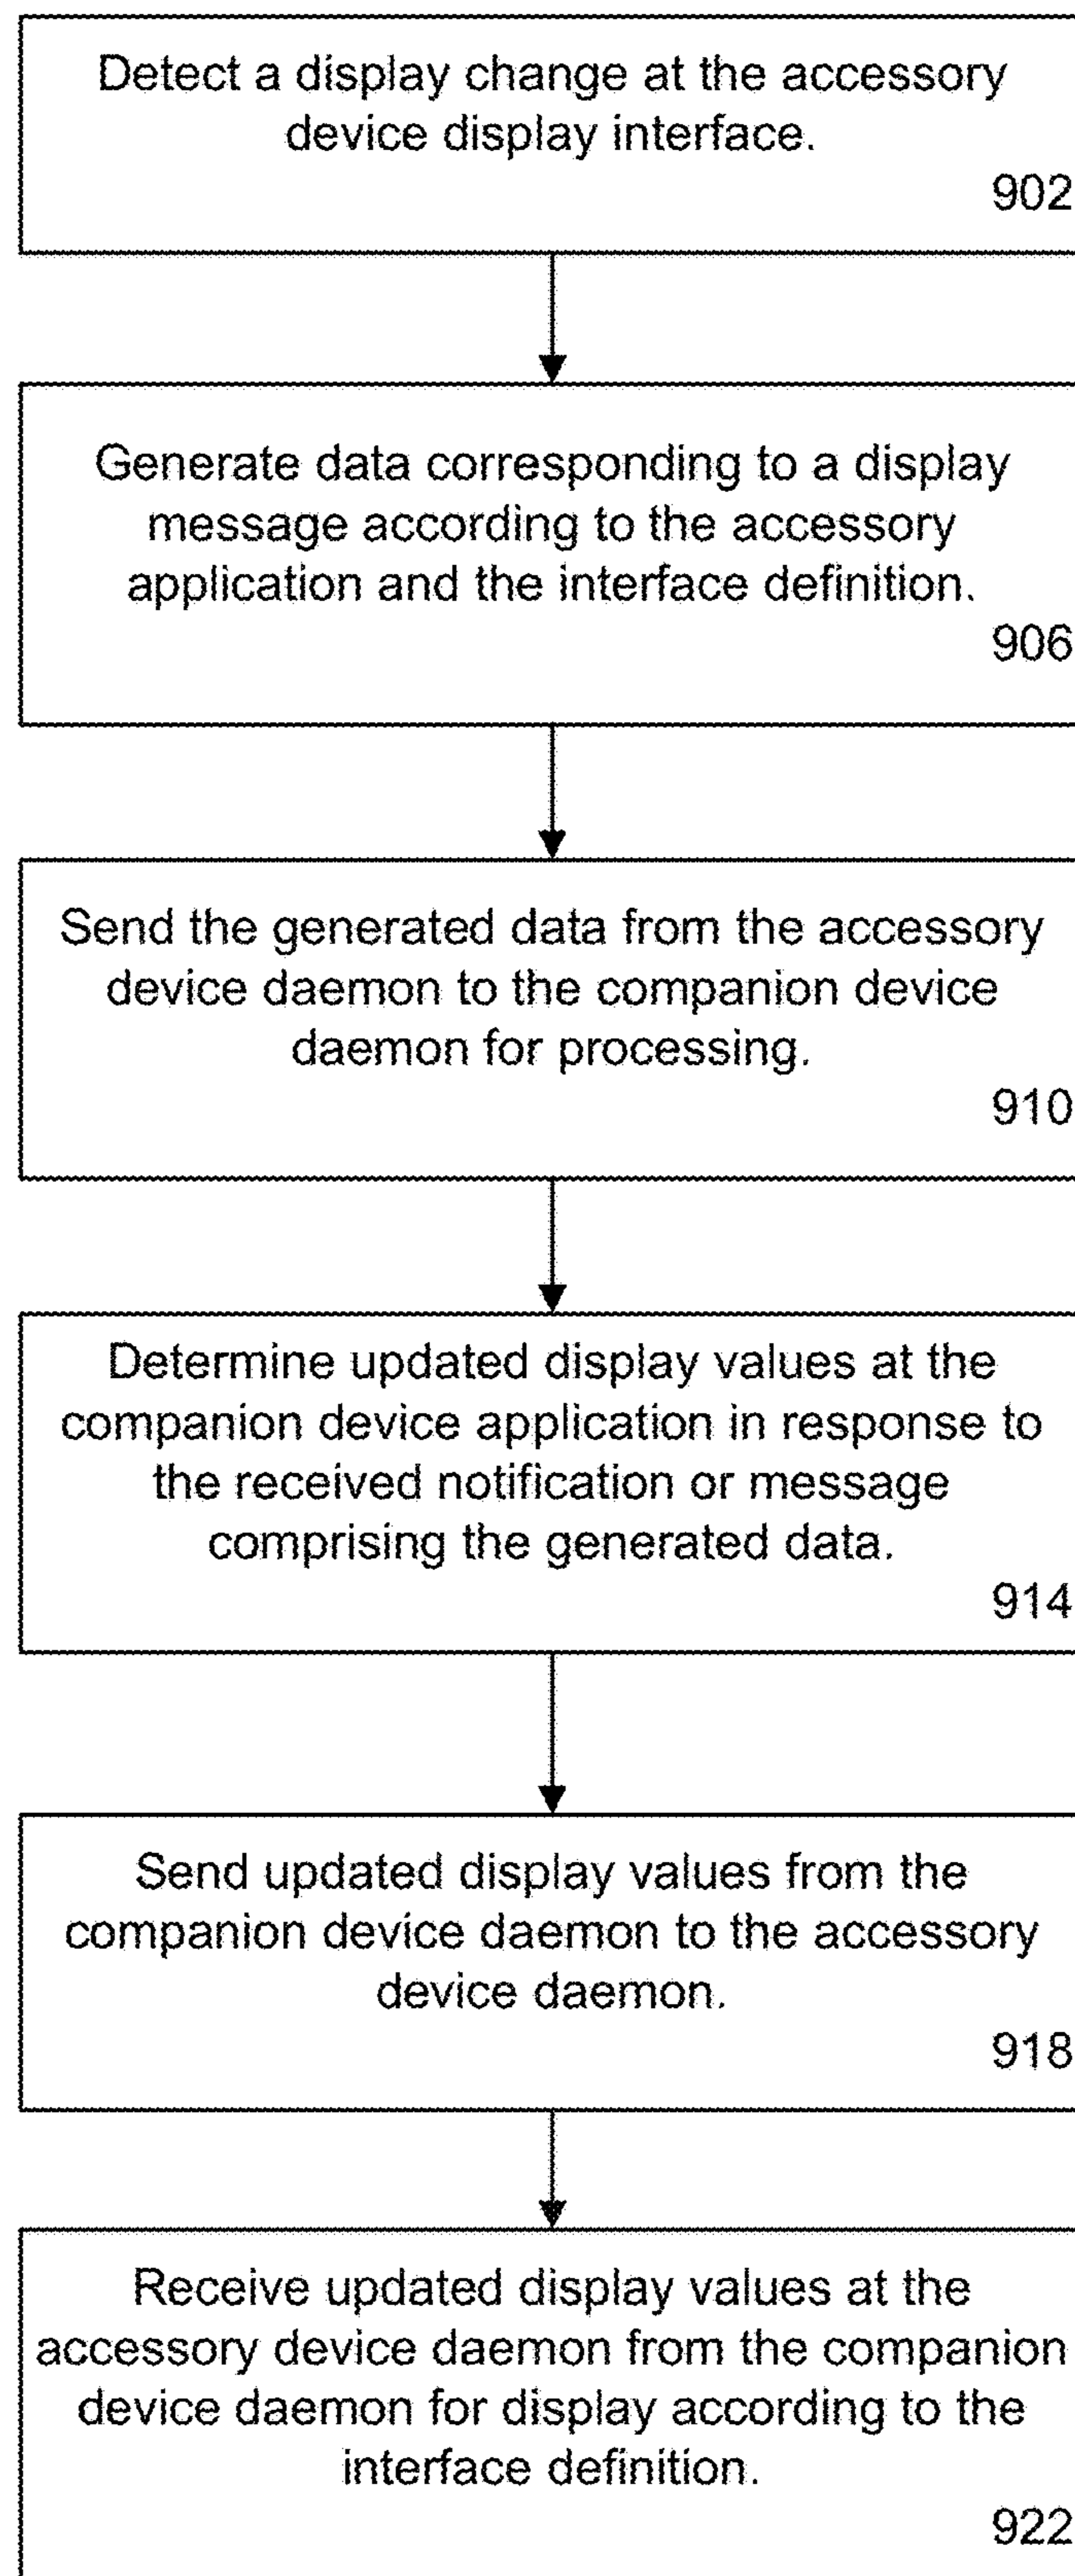 Detect a display change at the accessory
device display interface.
902
Generate data corresponding to a display
message according to the accessory
application and the interface definition.
906
Send the generated data from the accessory
device daemon to the companion device
daemon for processing.
910
Determine updated display values at the
companion device application in response to
the received notification or message
comprising the generated data.
914
Send updated display values from the
companion device daemon to the accessory
device daemon.
918
Receive updated display values at the
accessory device daemon from the companion
device daemon for display according to the
interface definition.
922